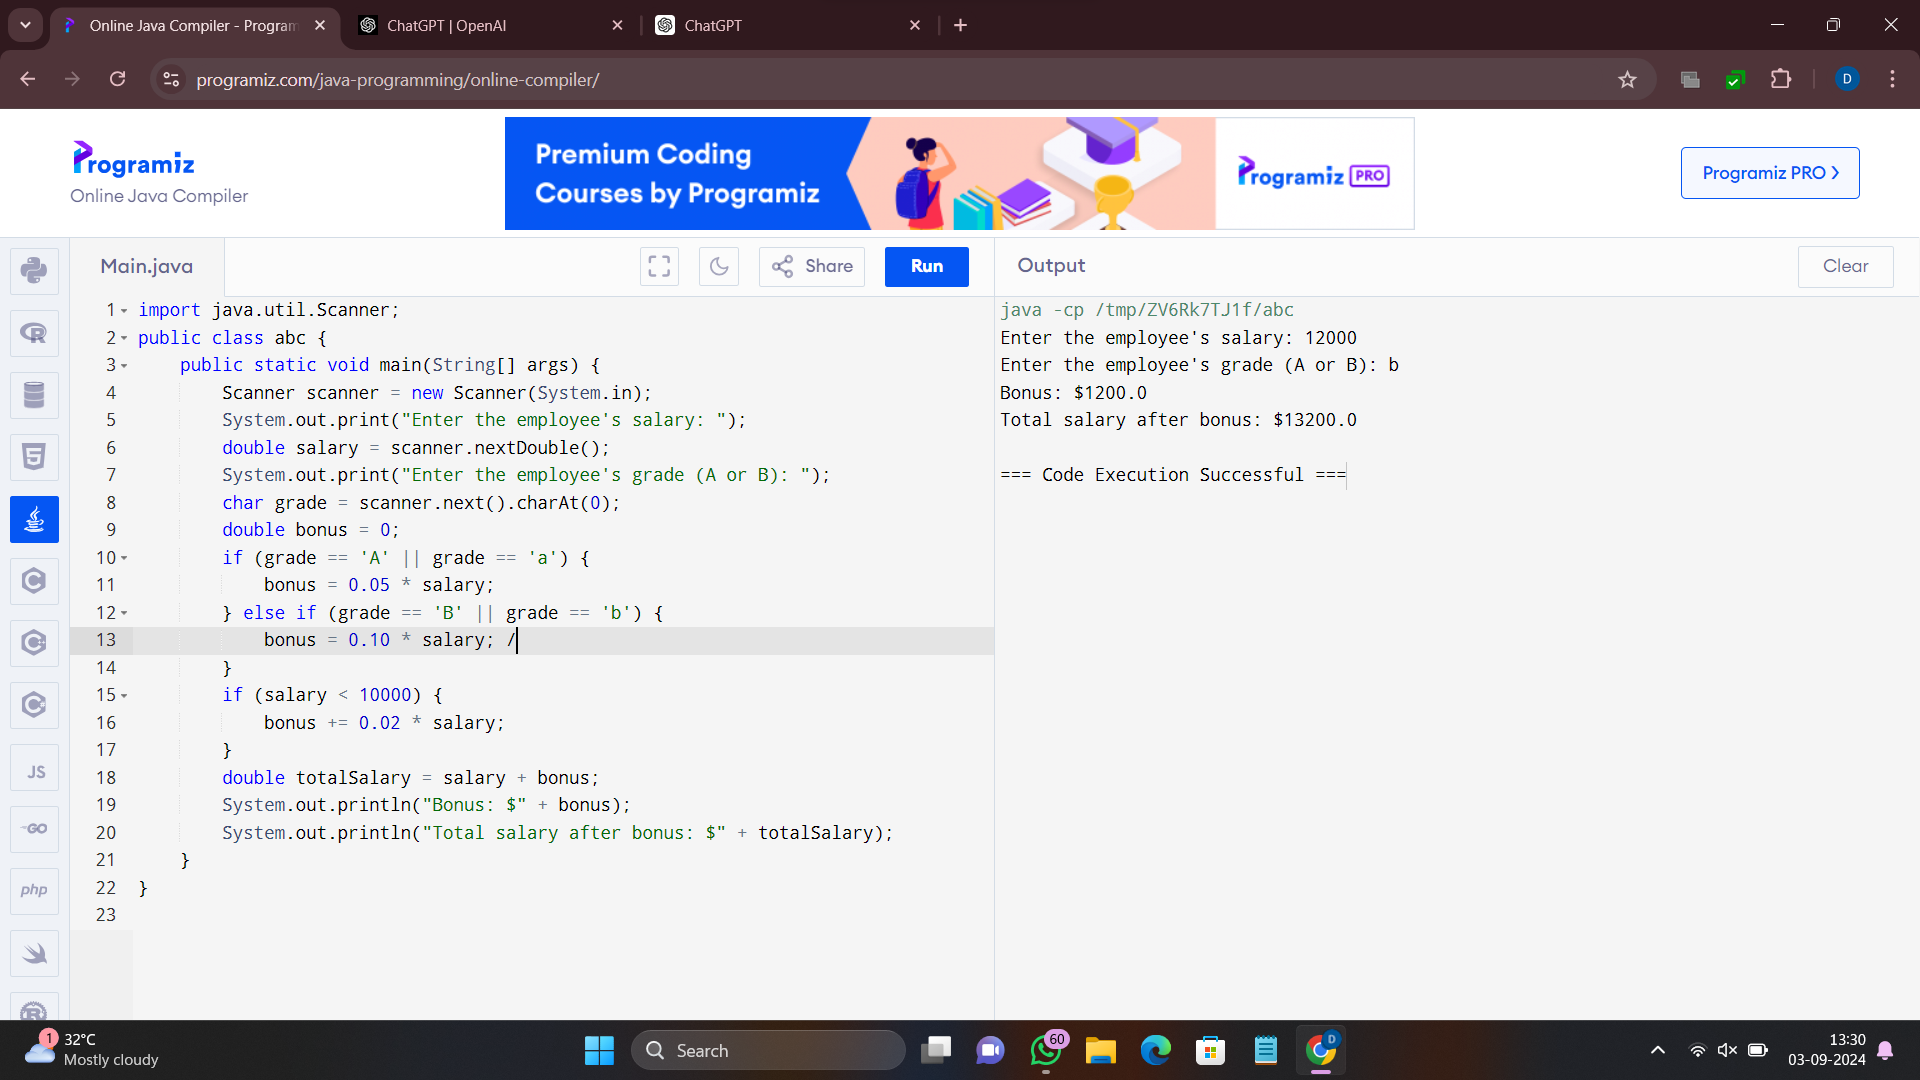 Online Java Compiler - Program
ChatGPT | OpenAI
ChatGPT
programiz.com/java-programming/online-compiler/
D
Programiz
Online Java Compiler
Premium Coding
Courses by Programiz
Programiz PRO
Programiz PRO
Main.java
Share
Run
Output
Clear
1 import java.util.Scanner;
2 public class abc {
3 public static void main(String[] args) {
4 Scanner scanner = new Scanner(System.in);
5 System.out.print("Enter the employee's salary: ");
6 double salary = scanner.nextDouble();
7 System.out.print("Enter the employee's grade (A or B): ");
8 char grade = scanner.next().charAt(0);
9 double bonus = 0;
10 if (grade == 'A' || grade == 'a') {
11 bonus = 0.05 * salary;
12 } else if (grade == 'B' || grade == 'b') {
13 bonus = 0.10 * salary; /
14 }
15 if (salary < 10000) {
16 bonus += 0.02 * salary;
17 }
18 double totalSalary = salary + bonus;
19 System.out.println("Bonus: $" + bonus);
20 System.out.println("Total salary after bonus: $" + totalSalary);
21 }
22 }
23
java -cp /tmp/ZV6Rk7TJ1f/abc
Enter the employee's salary: 12000
Enter the employee's grade (A or B): b
Bonus: $1200.0
Total salary after bonus: $13200.0
=== Code Execution Successful ===
R
5
C
C
C
JS
GO
php
R
1
32°C
Mostly cloudy
Search
60
D
13:30
03-09-2024